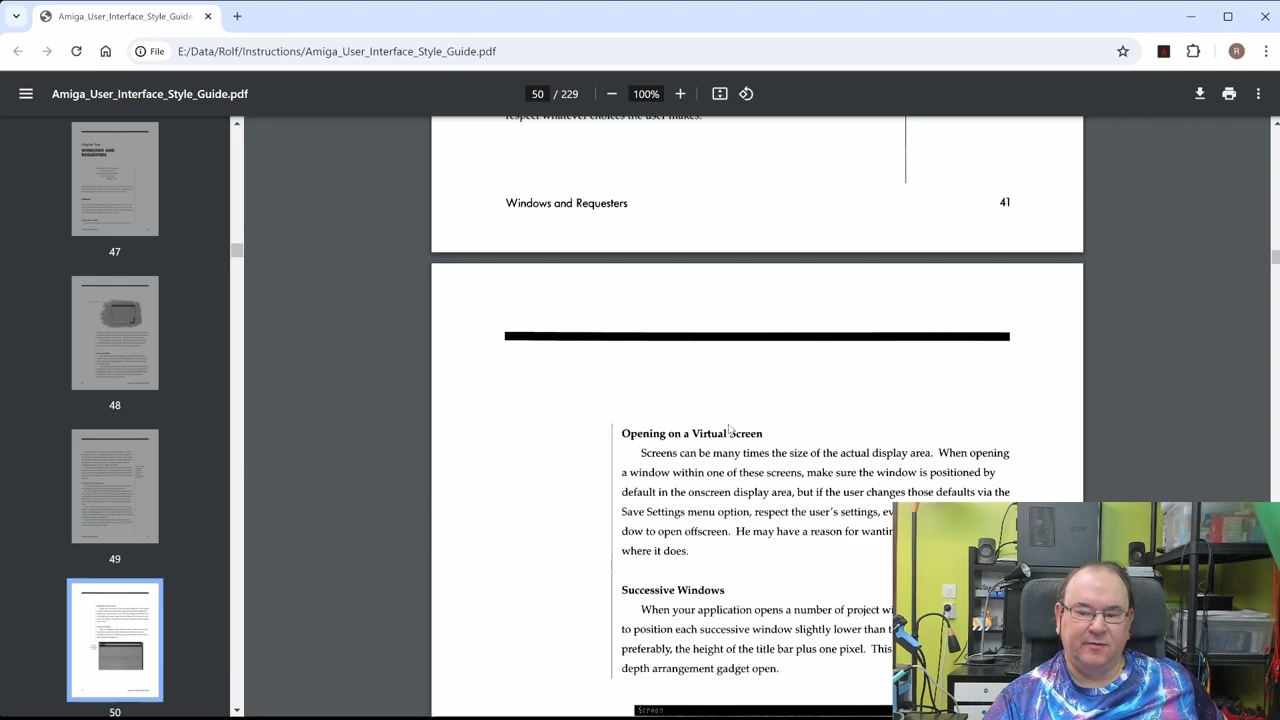 Amiga_User_Interface_Style_Guide
File
E:/Data/Rolf/Instructions/Amiga_User_Interface_Style_Guide.pdf
R
Amiga_User_Interface_Style_Guide.pdf
50 / 229
100%
47
48
49
50
respect whatever choices the user makes.
Windows and Requesters
41
Opening on a Virtual Screen
Screens can be many times the size of the actual display area. When opening
a window within one of these screens, make sure the window is positioned by
default in the onscreen display area, but if the user changes those defaults via the
Save Settings menu option, respect the user's settings, ev
dow to open offscreen. He may have a reason for wantin
where it does.
Successive Windows
When your application opens a number of project wi
to position each successive window slightly lower than
preferably, the height of the title bar plus one pixel. This
depth arrangement gadget open.
Screen